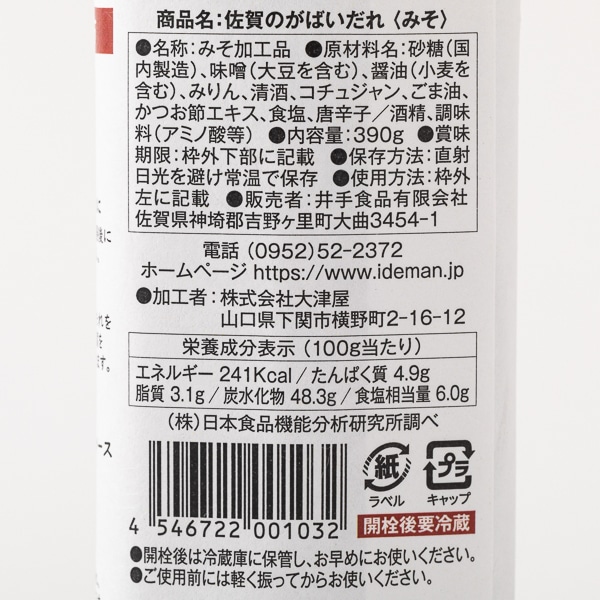 商品名:佐賀のがばいだれ〈みそ〉
●名称:みそ加工品 ●原材料名:砂糖(国
内製造)、味噌(大豆を含む)、醤油(小麦を
含む)、みりん、清酒、コチュジャン、ごま油、
かつお節エキス、食塩、唐辛子/酒精、調味
料(アミノ酸等) ●内容量:390g ●賞味
期限:枠外下部に記載 ●保存方法:直射
日光を避け常温で保存 ●使用方法:枠外
左に記載 ●販売者:井手食品有限会社
佐賀県神埼郡吉野ヶ里町大曲3454-1
電話(0952)52-2372
ホームページ https://www.ideman.jp
●加工者:株式会社大津屋
山口県下関市横野町2-16-12
栄養成分表示(100g当たり)
エネルギー 241Kcal/たんぱく質 4.9g
脂質 3.1g/炭水化物 48.3g/食塩相当量 6.0g
(株)日本食品機能分析研究所調べ
紙
ラベル
プラ
キャップ
開栓後要冷蔵
4 546722 001032
●開栓後は冷蔵庫に保管し、お早めにお使いください。
●ご使用前には軽く振ってからお使いください。